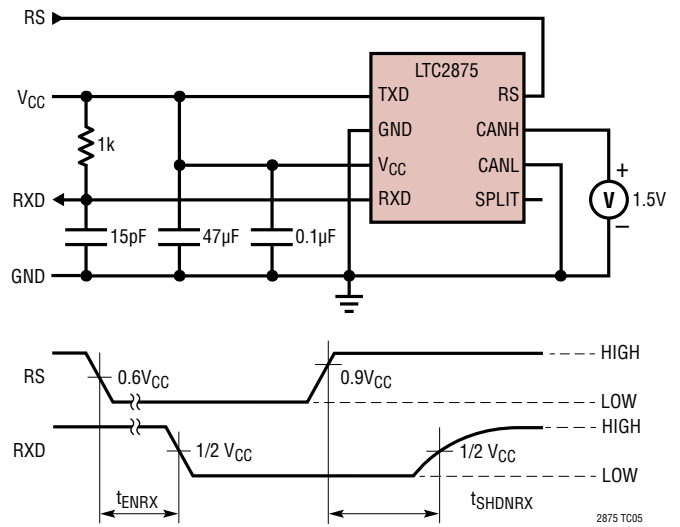 RS
LTC2875
TXD
RS
VCC
GND
CANH
1k
VCC
CANL
+
RXD
RXD
SPLIT
V
1.5V
–
15pF
47µF
0.1µF
GND
HIGH
RS
0.6VCC
0.9VCC
LOW
HIGH
RXD
1/2 VCC
1/2 VCC
LOW
tENRX
tSHDNRX
2875 TC05